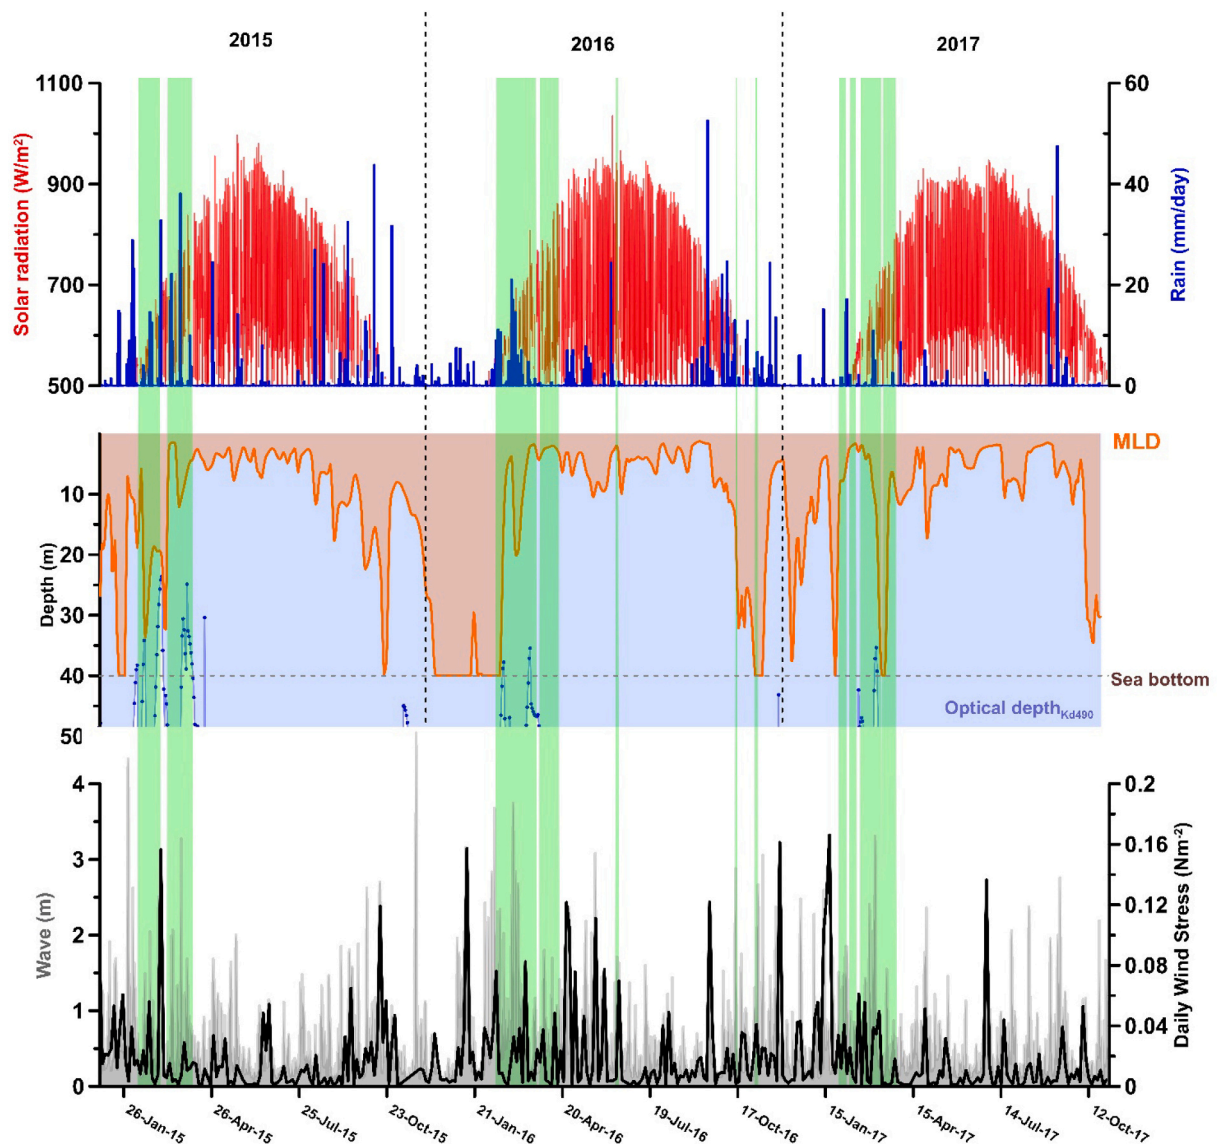 2015 2016 2017
1100 60
900 40
700 20
500 0
Solar radiation (W/m²)
Rain (mm/day)
MLD
10
20
30
40
50
Depth (m)
Sea bottom
Optical depthKd490
4 0.2
3 0.16
0.12
2
0.08
1
0.04
0 0
Wave (m)
Daily Wind Stress (Nm⁻²)
26-Jan-15 26-Apr-15 25-Jul-15 23-Oct-15 21-Jan-16 20-Apr-16 19-Jul-16 17-Oct-16 15-Jan-17 15-Apr-17 14-Jul-17 12-Oct-17